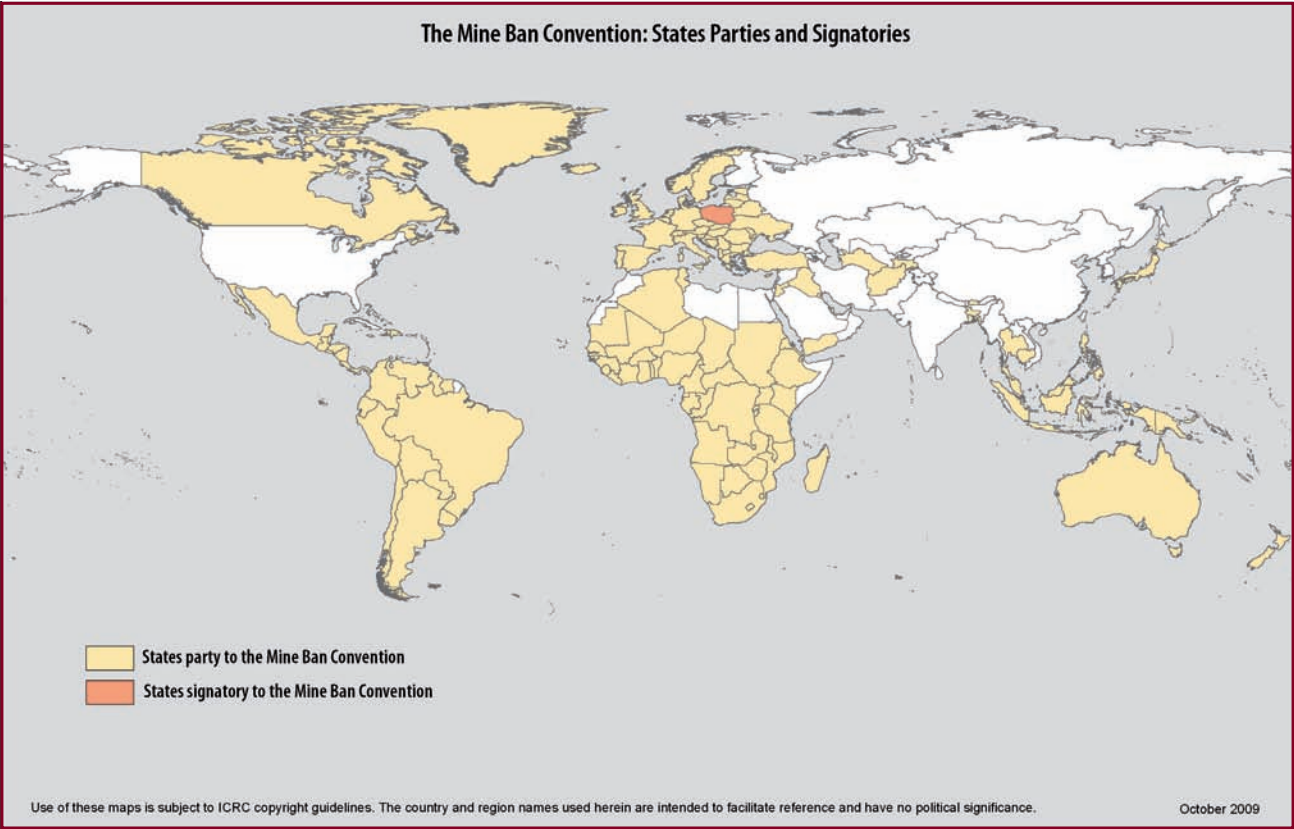 The Mine Ban Convention: States Parties and Signatories
States party to the Mine Ban Convention
States signatory to the Mine Ban Convention
Use of these maps is subject to ICRC copyright guidelines. The country and region names used herein are intended to facilitate reference and have no political significance.
October 2009